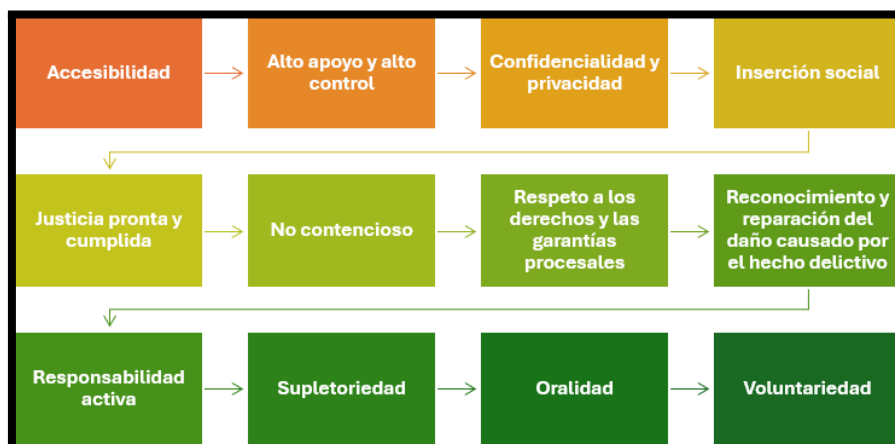 Accesibilidad
Alto apoyo y alto
control
Confidencialidad y
privacidad
Inserción social
Justicia pronta y
cumplida
No contencioso
Respeto a los
derechos y las
garantías
procesales
Reconocimiento y
reparación del
daño causado por
el hecho delictivo
Responsabilidad
activa
Supletoriedad
Oralidad
Voluntariedad